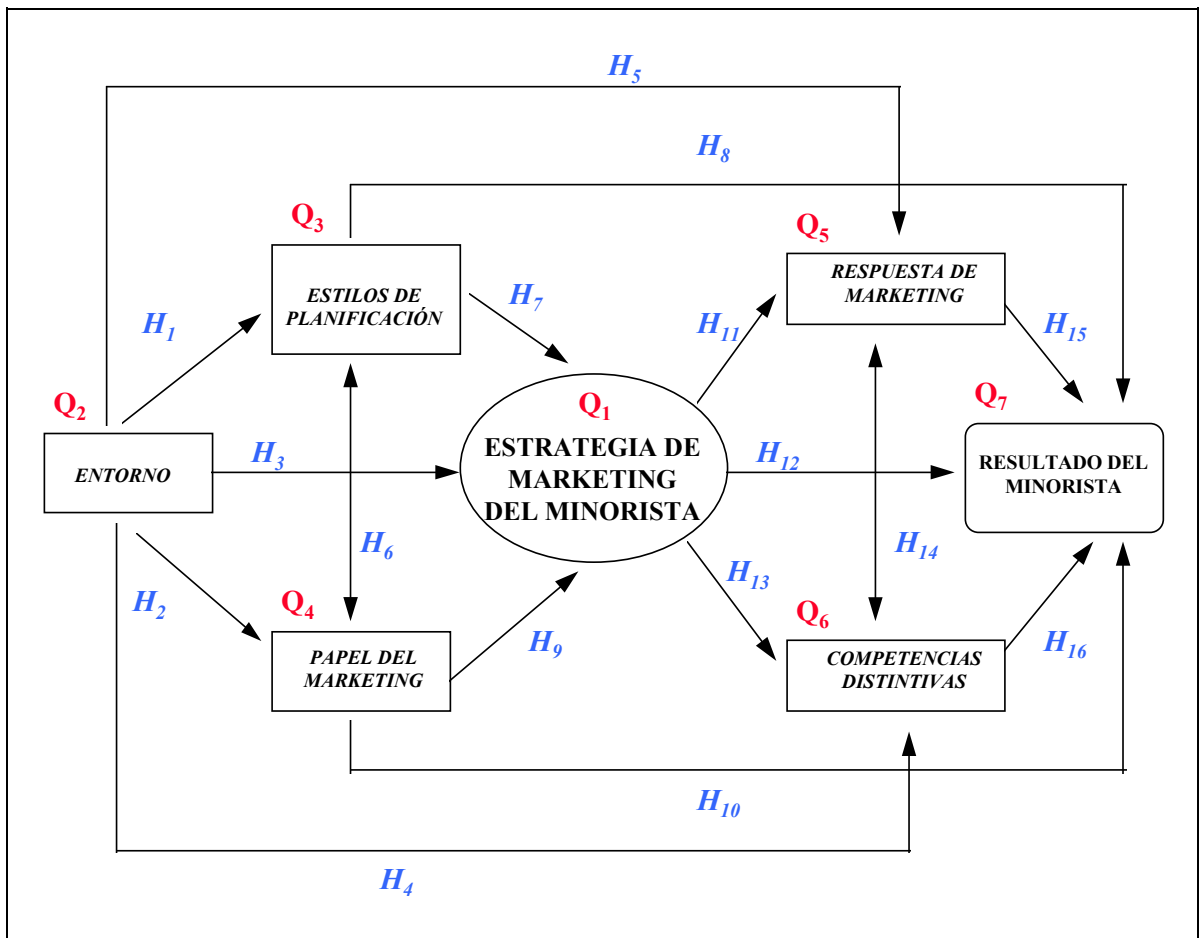 H5
H8
Q3
Q5
ESTILOS DE
PLANIFICACIÓN
RESPUESTA DE
MARKETING
H7
H1
H11
H15
Q2
Q1
Q7
ENTORNO
H3
ESTRATEGIA DE
MARKETING
DEL MINORISTA
H12
RESULTADO DEL
MINORISTA
H6
H14
H13
H2
Q4
Q6
PAPEL DEL
MARKETING
H9
COMPETENCIAS
DISTINTIVAS
H16
H10
H4